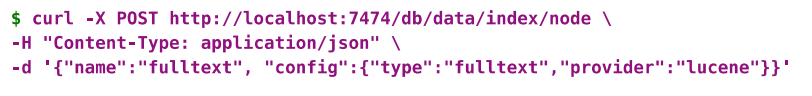 $ curl -X POST http://localhost:7474/db/data/index/node \
-H "Content-Type: application/json" \
-d '{"name":"fulltext", "config":{"type":"fulltext","provider":"lucene"}}'